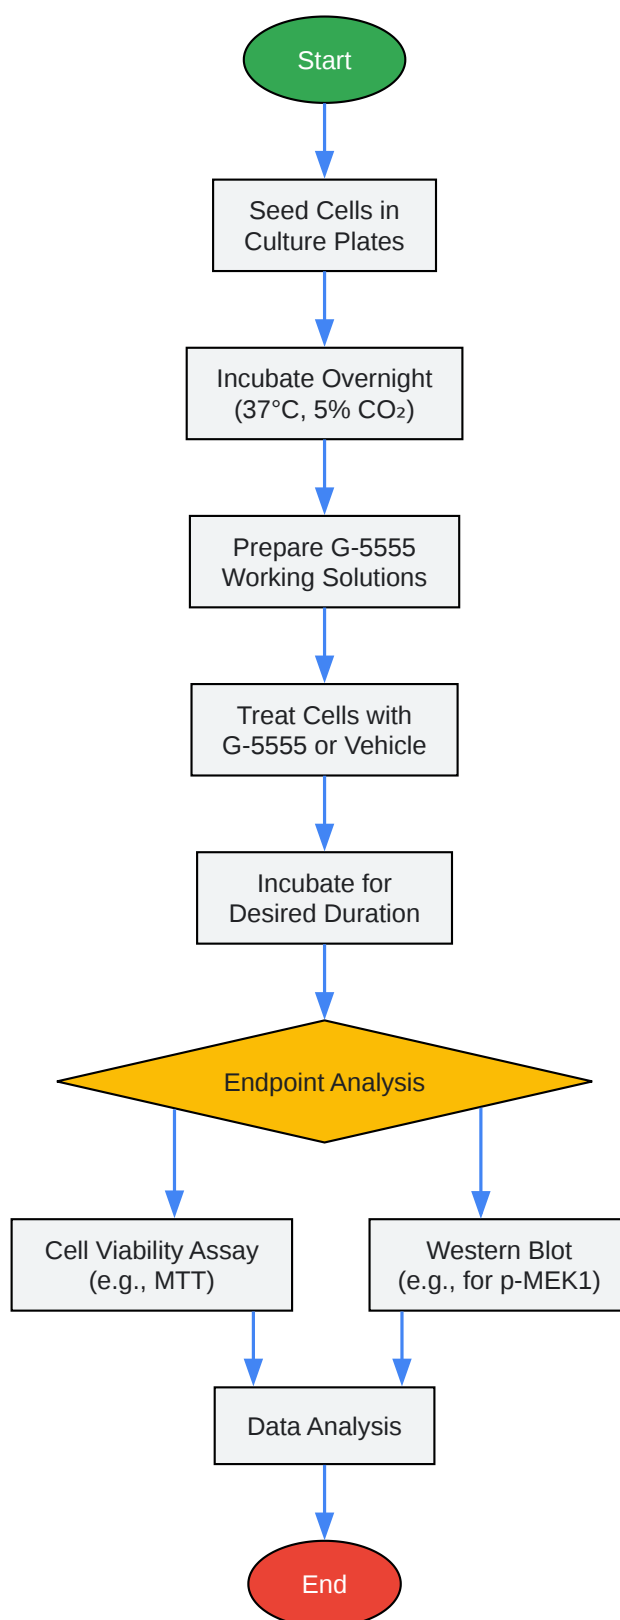 Start
Seed Cells in
Culture Plates
Incubate Overnight
(37°C, 5% CO₂)
Prepare G-5555
Working Solutions
Treat Cells with
G-5555 or Vehicle
Incubate for
Desired Duration
Endpoint Analysis
Cell Viability Assay
(e.g., MTT)
Western Blot
(e.g., for p-MEK1)
Data Analysis
End